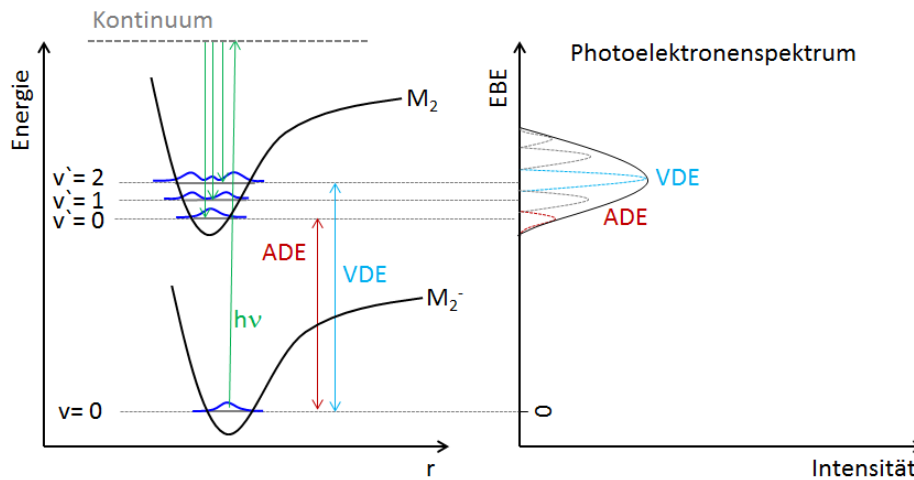 Kontinuum
Energie
M₂
v`= 2
v`= 1
v`= 0
ADE
VDE
hν
M₂⁻
v= 0
r
Photoelektronenspektrum
EBE
VDE
ADE
0
Intensität